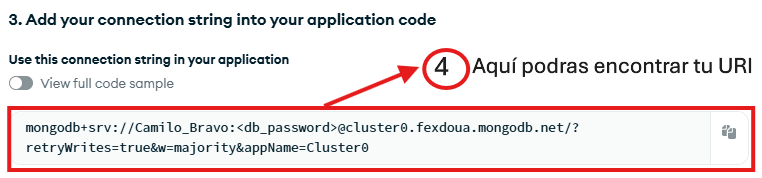 3. Add your connection string into your application code
Use this connection string in your application
View full code sample
4 Aquí podras encontrar tu URI
mongodb+srv://Camilo_Bravo:<db_password>@cluster0.fexdoua.mongodb.net/?
retryWrites=true&w=majority&appName=Cluster0